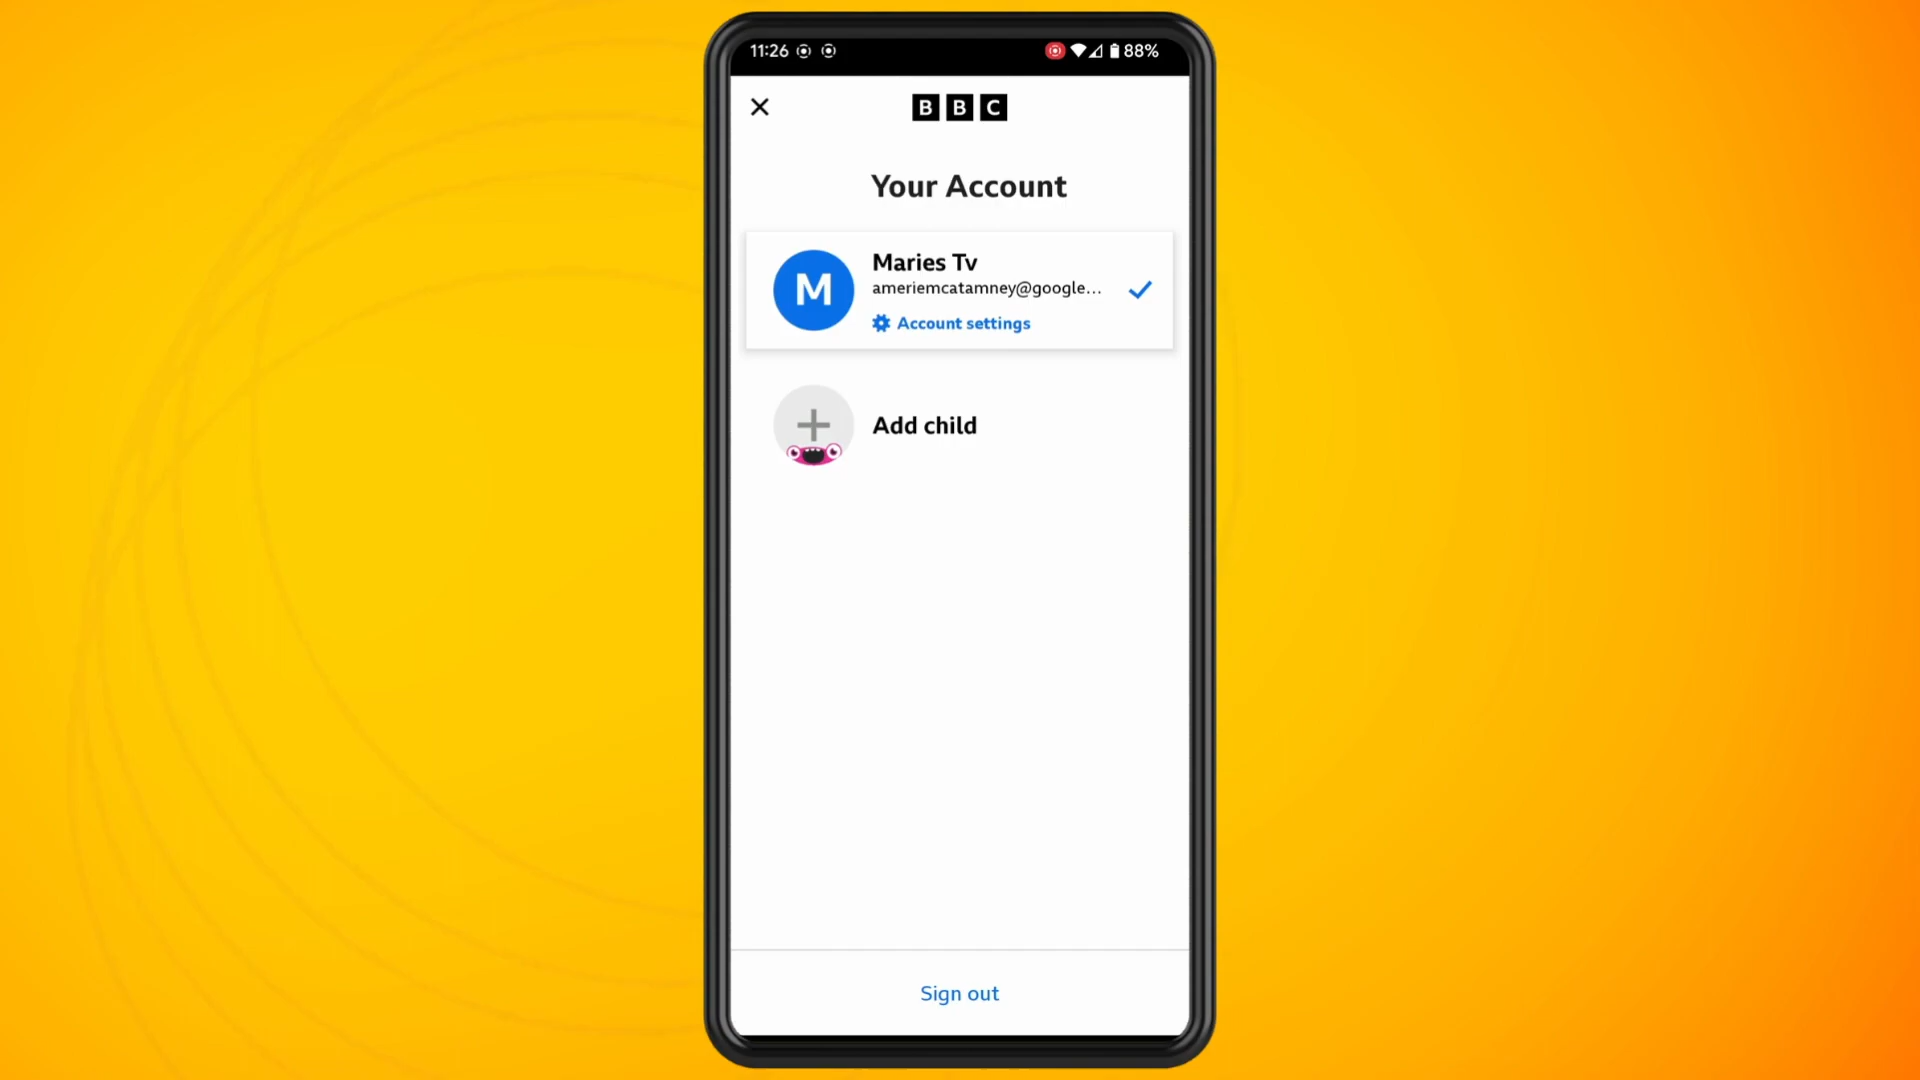 11:26
88%
BBC
Your Account
M
Maries Tv
ameriemcatamney@google...
Account settings
Add child
Sign out